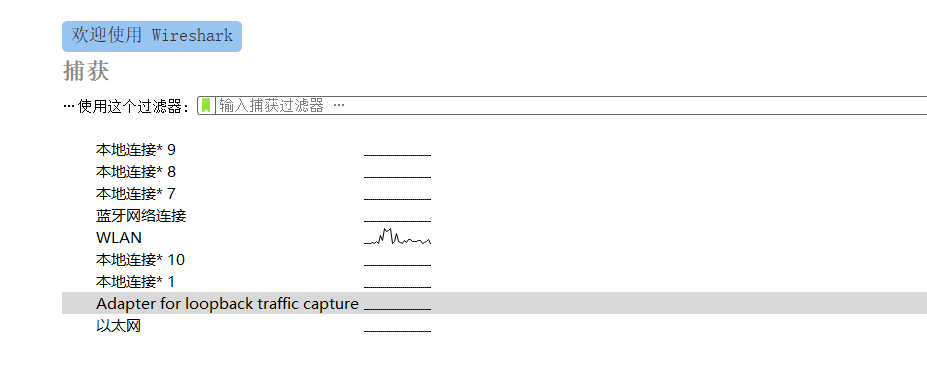 欢迎使用 Wireshark
捕获
…使用这个过滤器： 输入捕获过滤器 …
本地连接* 9
本地连接* 8
本地连接* 7
蓝牙网络连接
WLAN
本地连接* 10
本地连接* 1
Adapter for loopback traffic capture
以太网